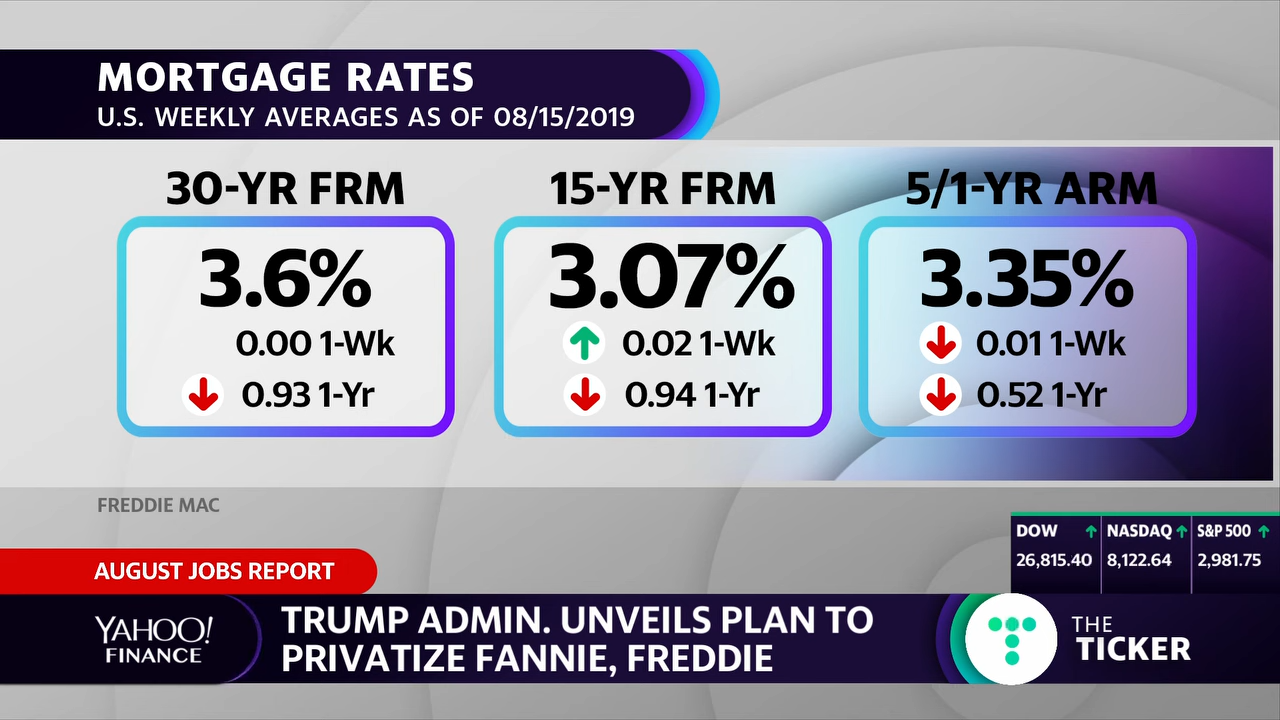 MORTGAGE RATES
U.S. WEEKLY AVERAGES AS OF 08/15/2019
30-YR FRM
3.6%
0.00 1-Wk
0.93 1-Yr
15-YR FRM
3.07%
0.02 1-Wk
0.94 1-Yr
5/1-YR ARM
3.35%
0.01 1-Wk
0.52 1-Yr
FREDDIE MAC
DOW
26,815.40
NASDAQ
8,122.64
S&P 500
2,981.75
AUGUST JOBS REPORT
YAHOO!
FINANCE
TRUMP ADMIN. UNVEILS PLAN TO
PRIVATIZE FANNIE, FREDDIE
THE
TICKER